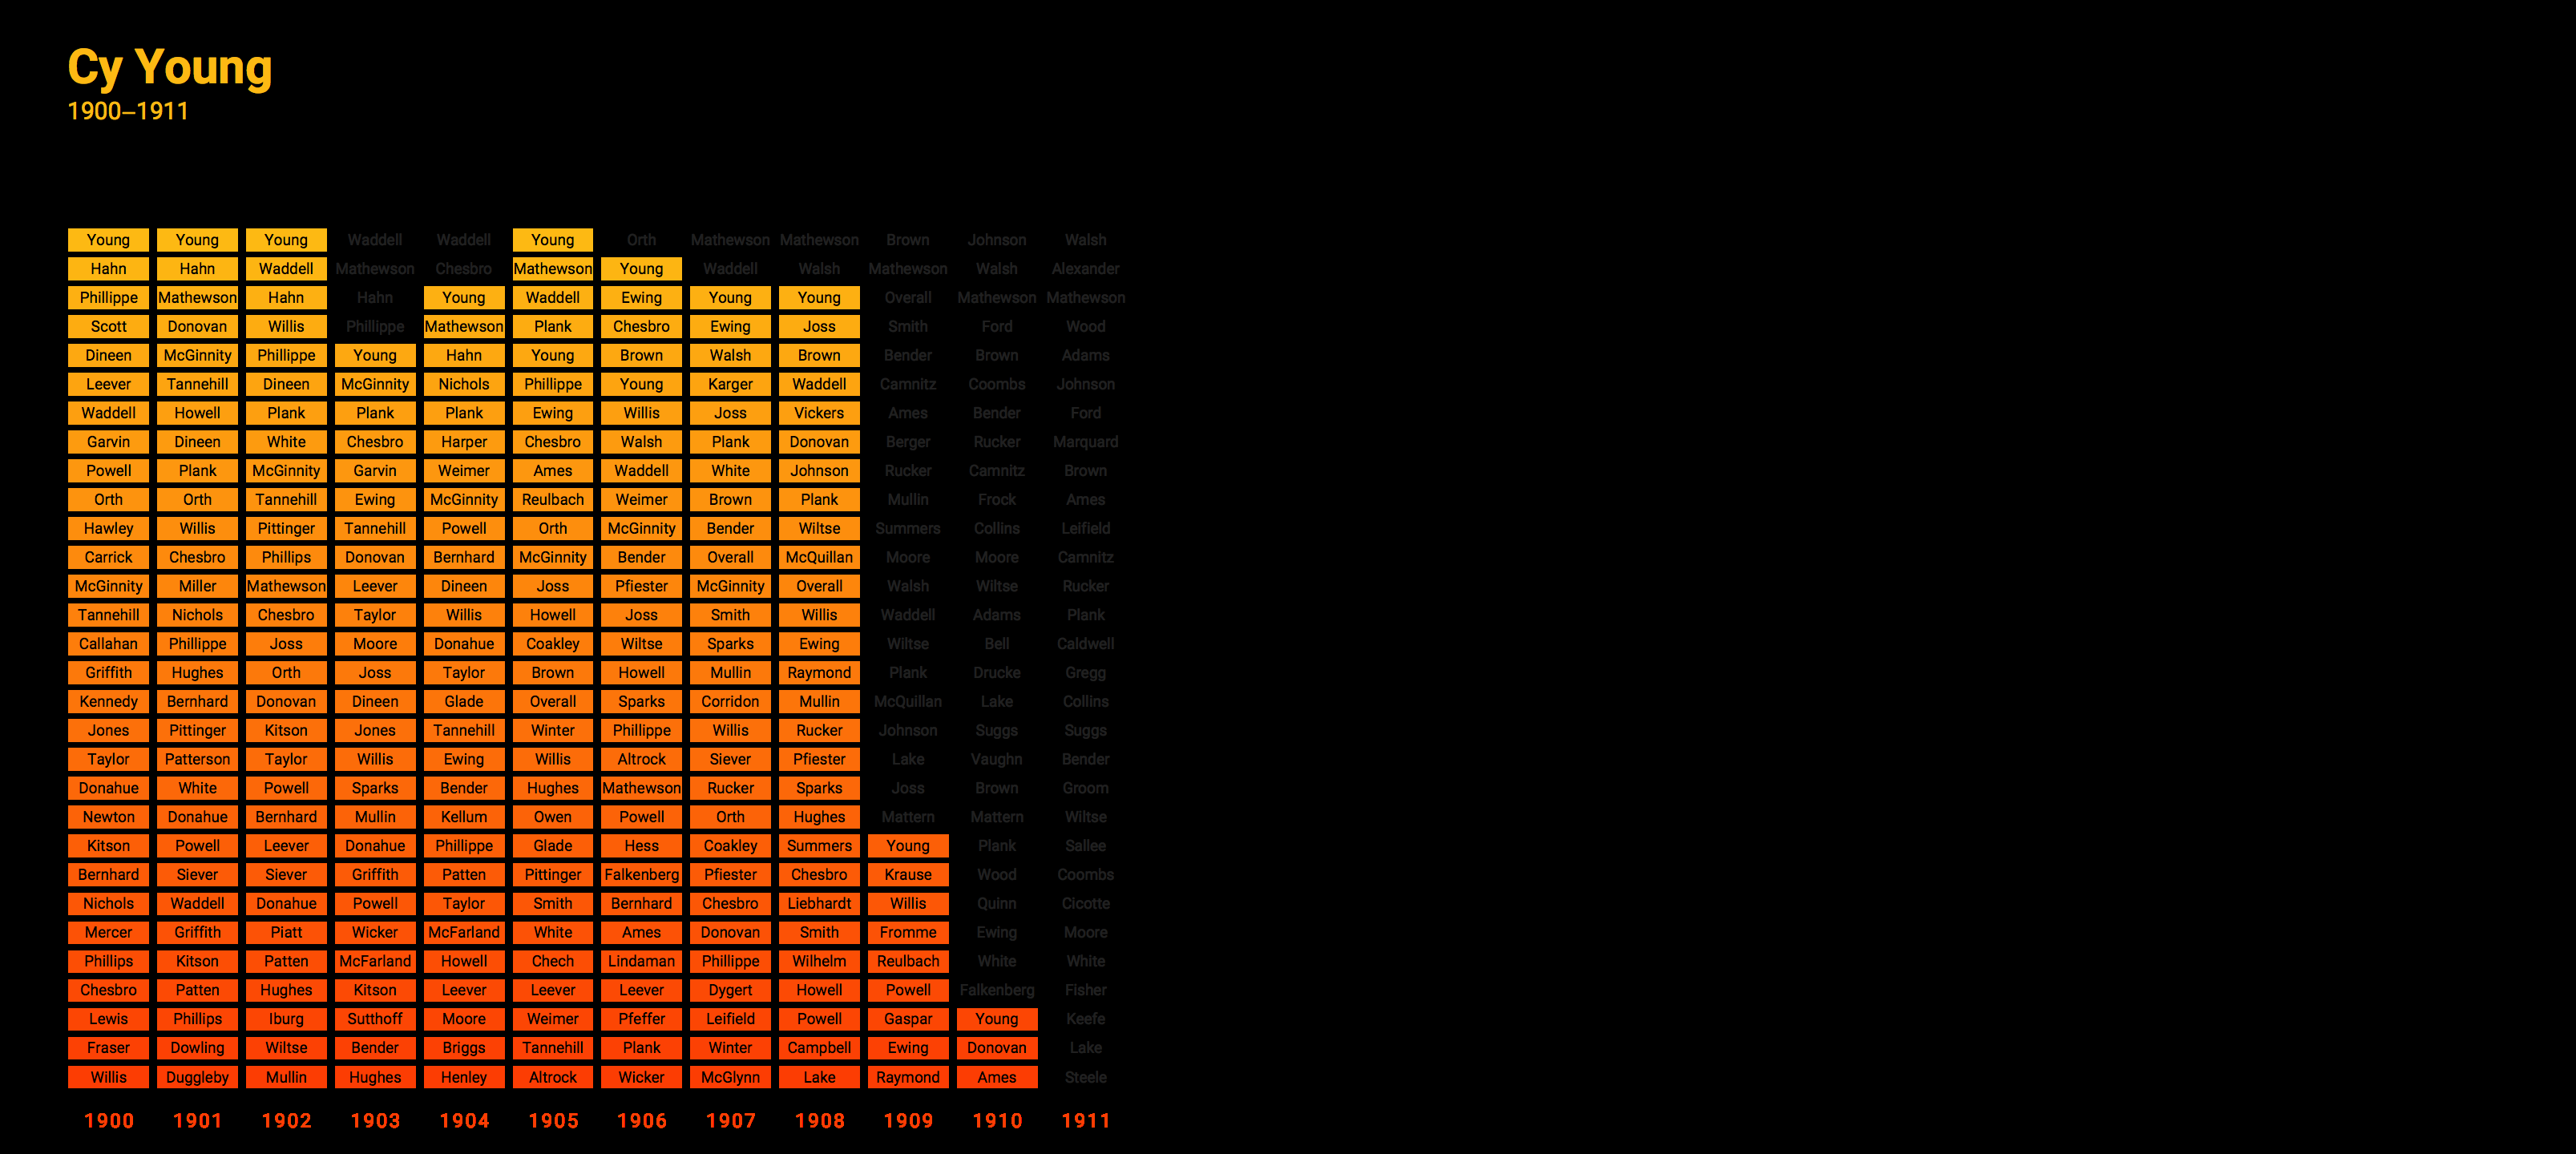 Cy Young
1900–1911
Young Young Young Waddell Waddell Young Orth Mathewson Mathewson Brown Johnson Walsh
Hahn Hahn Waddell Mathewson Chesbro Mathewson Young Waddell Walsh Mathewson Walsh Alexander
Phillippe Mathewson Hahn Hahn Young Waddell Ewing Young Young Overall Mathewson Mathewson
Scott Donovan Willis Phillippe Mathewson Plank Chesbro Ewing Joss Smith Ford Wood
Dineen McGinnity Phillippe Young Hahn Young Brown Walsh Brown Bender Brown Adams
Leever Tannehill Dineen McGinnity Nichols Phillippe Young Karger Waddell Camnitz Coombs Johnson
Waddell Howell Plank Plank Plank Ewing Willis Joss Vickers Ames Bender Ford
Garvin Dineen White Chesbro Harper Chesbro Walsh Plank Donovan Berger Rucker Marquard
Powell Plank McGinnity Garvin Weimer Ames Waddell White Johnson Rucker Camnitz Brown
Orth Orth Tannehill Ewing McGinnity Reulbach Weimer Brown Plank Mullin Frock Ames
Hawley Willis Pittinger Tannehill Powell Orth McGinnity Bender Wiltse Summers Collins Leifield
Carrick Chesbro Phillips Donovan Bernhard McGinnity Bender Overall McQuillan Moore Moore Camnitz
McGinnity Miller Mathewson Leever Dineen Joss Pfiester McGinnity Overall Walsh Wiltse Rucker
Tannehill Nichols Chesbro Taylor Willis Howell Joss Smith Willis Waddell Adams Plank
Callahan Phillippe Joss Moore Donahue Coakley Wiltse Sparks Ewing Wiltse Bell Caldwell
Griffith Hughes Orth Joss Taylor Brown Howell Mullin Raymond Plank Drucke Gregg
Kennedy Bernhard Donovan Dineen Glade Overall Sparks Corridon Mullin McQuillan Lake Collins
Jones Pittinger Kitson Jones Tannehill Winter Phillippe Willis Rucker Johnson Suggs Suggs
Taylor Patterson Taylor Willis Ewing Willis Altrock Siever Pfiester Lake Vaughn Bender
Donahue White Powell Sparks Bender Hughes Mathewson Rucker Sparks Joss Brown Groom
Newton Donahue Bernhard Mullin Kellum Owen Powell Orth Hughes Mattern Mattern Wiltse
Kitson Powell Leever Donahue Phillippe Glade Hess Coakley Summers Young Plank Sallee
Bernhard Siever Siever Griffith Patten Pittinger Falkenberg Pfiester Chesbro Krause Wood Coombs
Nichols Waddell Donahue Powell Taylor Smith Bernhard Chesbro Liebhardt Willis Quinn Cicotte
Mercer Griffith Piatt Wicker McFarland White Ames Donovan Smith Fromme Ewing Moore
Phillips Kitson Patten McFarland Howell Chech Lindaman Phillippe Wilhelm Reulbach White White
Chesbro Patten Hughes Kitson Leever Leever Leever Dygert Howell Powell Falkenberg Fisher
Lewis Phillips Iburg Sutthoff Moore Weimer Pfeffer Leifield Powell Gaspar Young Keefe
Fraser Dowling Wiltse Bender Briggs Tannehill Plank Winter Campbell Ewing Donovan Lake
Willis Duggleby Mullin Hughes Henley Altrock Wicker McGlynn Lake Raymond Ames Steele
1900 1901 1902 1903 1904 1905 1906 1907 1908 1909 1910 1911